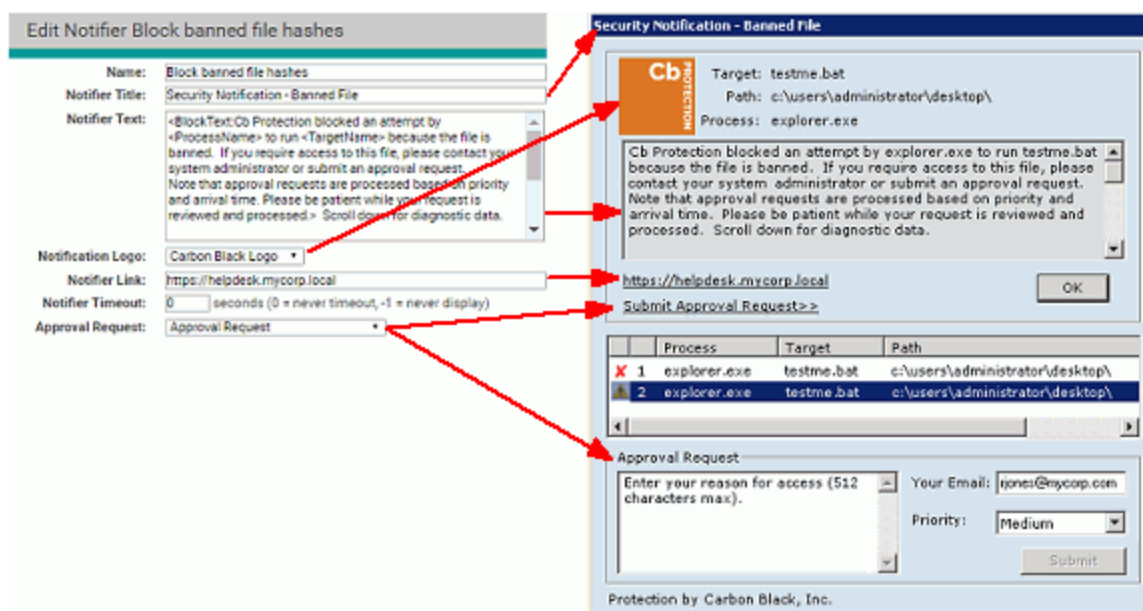 Edit Notifier Block banned file hashes
Name: Block banned file hashes
Notifier Title: Security Notification - Banned File
Notifier Text: <BlockText:Cb Protection blocked an attempt by
<ProcessName> to run <TargetName> because the file is
banned. If you require access to this file, please contact your
system administrator or submit an approval request.
Note that approval requests are processed based on priority
and arrival time. Please be patient while your request is
reviewed and processed.> Scroll down for diagnostic data.
Notification Logo: Carbon Black Logo
Notifier Link: https://helpdesk.mycorp.local
Notifier Timeout: 0 seconds (0 = never timeout, -1 = never display)
Approval Request: Approval Request
Security Notification - Banned File
Cb PROTECTION
Target: testme.bat
Path: c:\users\administrator\desktop\
Process: explorer.exe
Cb Protection blocked an attempt by explorer.exe to run testme.bat
because the file is banned. If you require access to this file, please
contact your system administrator or submit an approval request.
Note that approval requests are processed based on priority and
arrival time. Please be patient while your request is reviewed and
processed. Scroll down for diagnostic data.
https://helpdesk.mycorp.local
OK
Submit Approval Request>>
Process Target Path
1 explorer.exe testme.bat c:\users\administrator\desktop\
2 explorer.exe testme.bat c:\users\administrator\desktop\
Approval Request
Enter your reason for access (512
characters max).
Your Email: rjones@mycorp.com
Priority: Medium
Submit
Protection by Carbon Black, Inc.